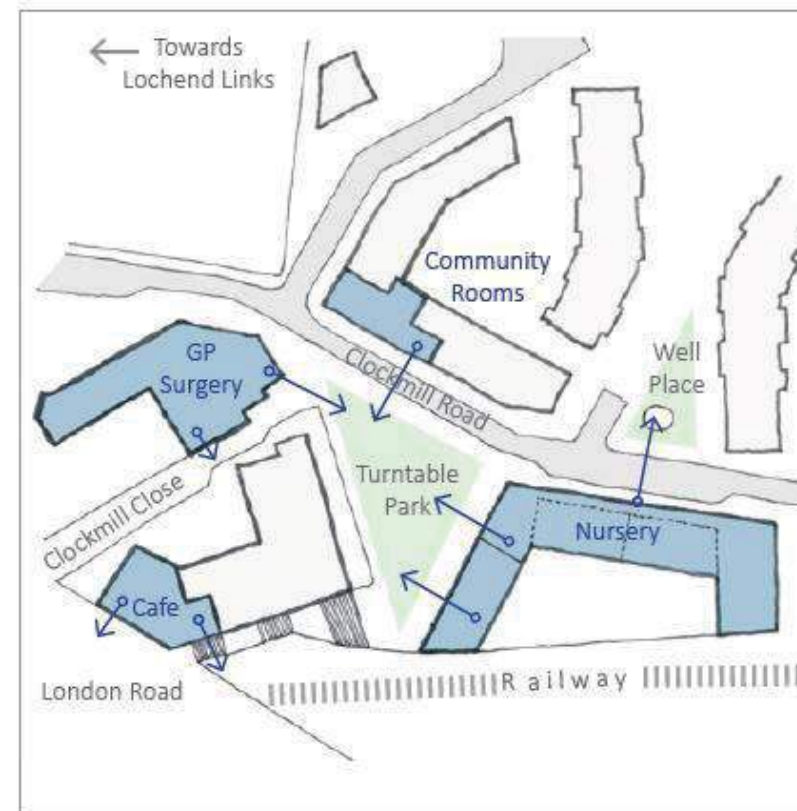 Towards
Lochend Links
Community
Rooms
GP
Surgery
Clockmill Road
Well
Place
Turntable
Park
Clockmill Close
Nursery
Cafe
London Road
Railway